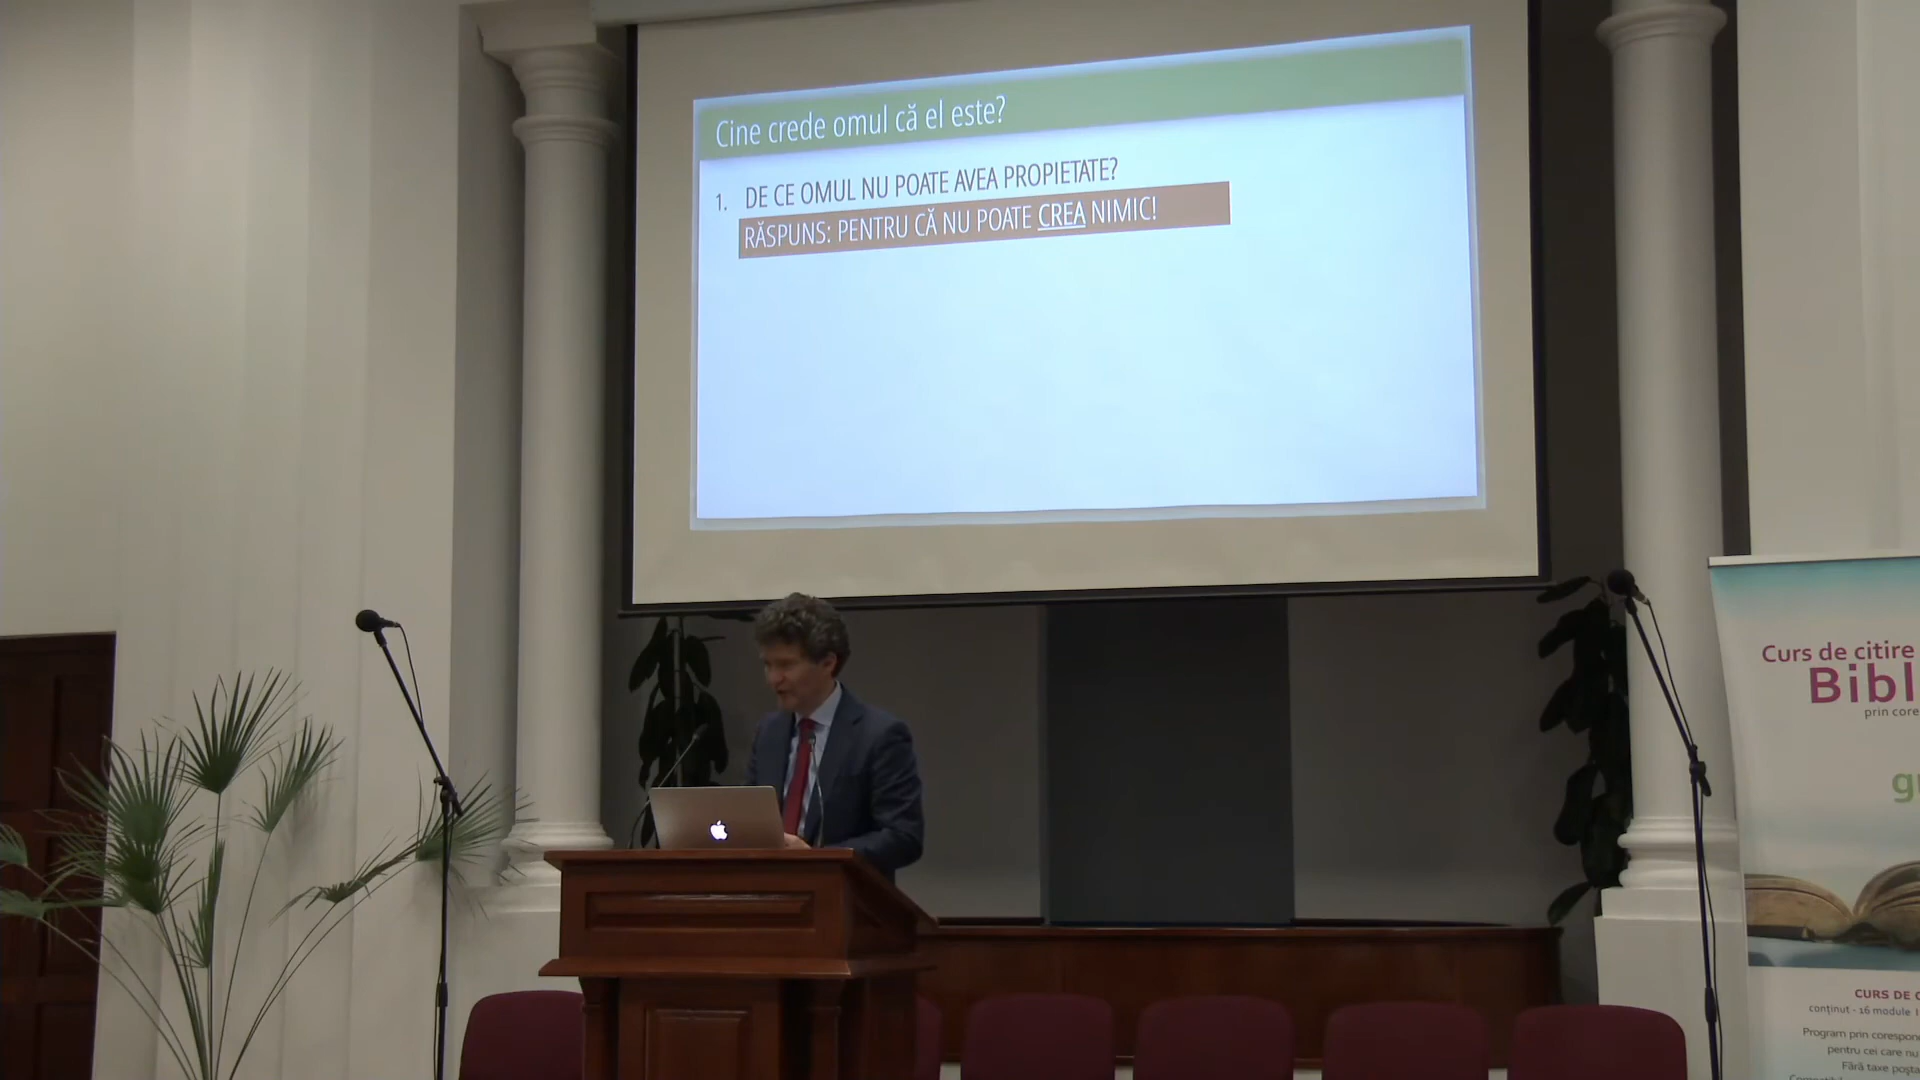 Cine crede omul că el este?
1. DE CE OMUL NU POATE AVEA PROPIETATE?
RĂSPUNS: PENTRU CĂ NU POATE CREA NIMIC!
Curs de citire
Bibl
prin core
g
CURS DE
conținut - 16 module
Program prin corespon
pentru cei care nu
Fără taxe poșta